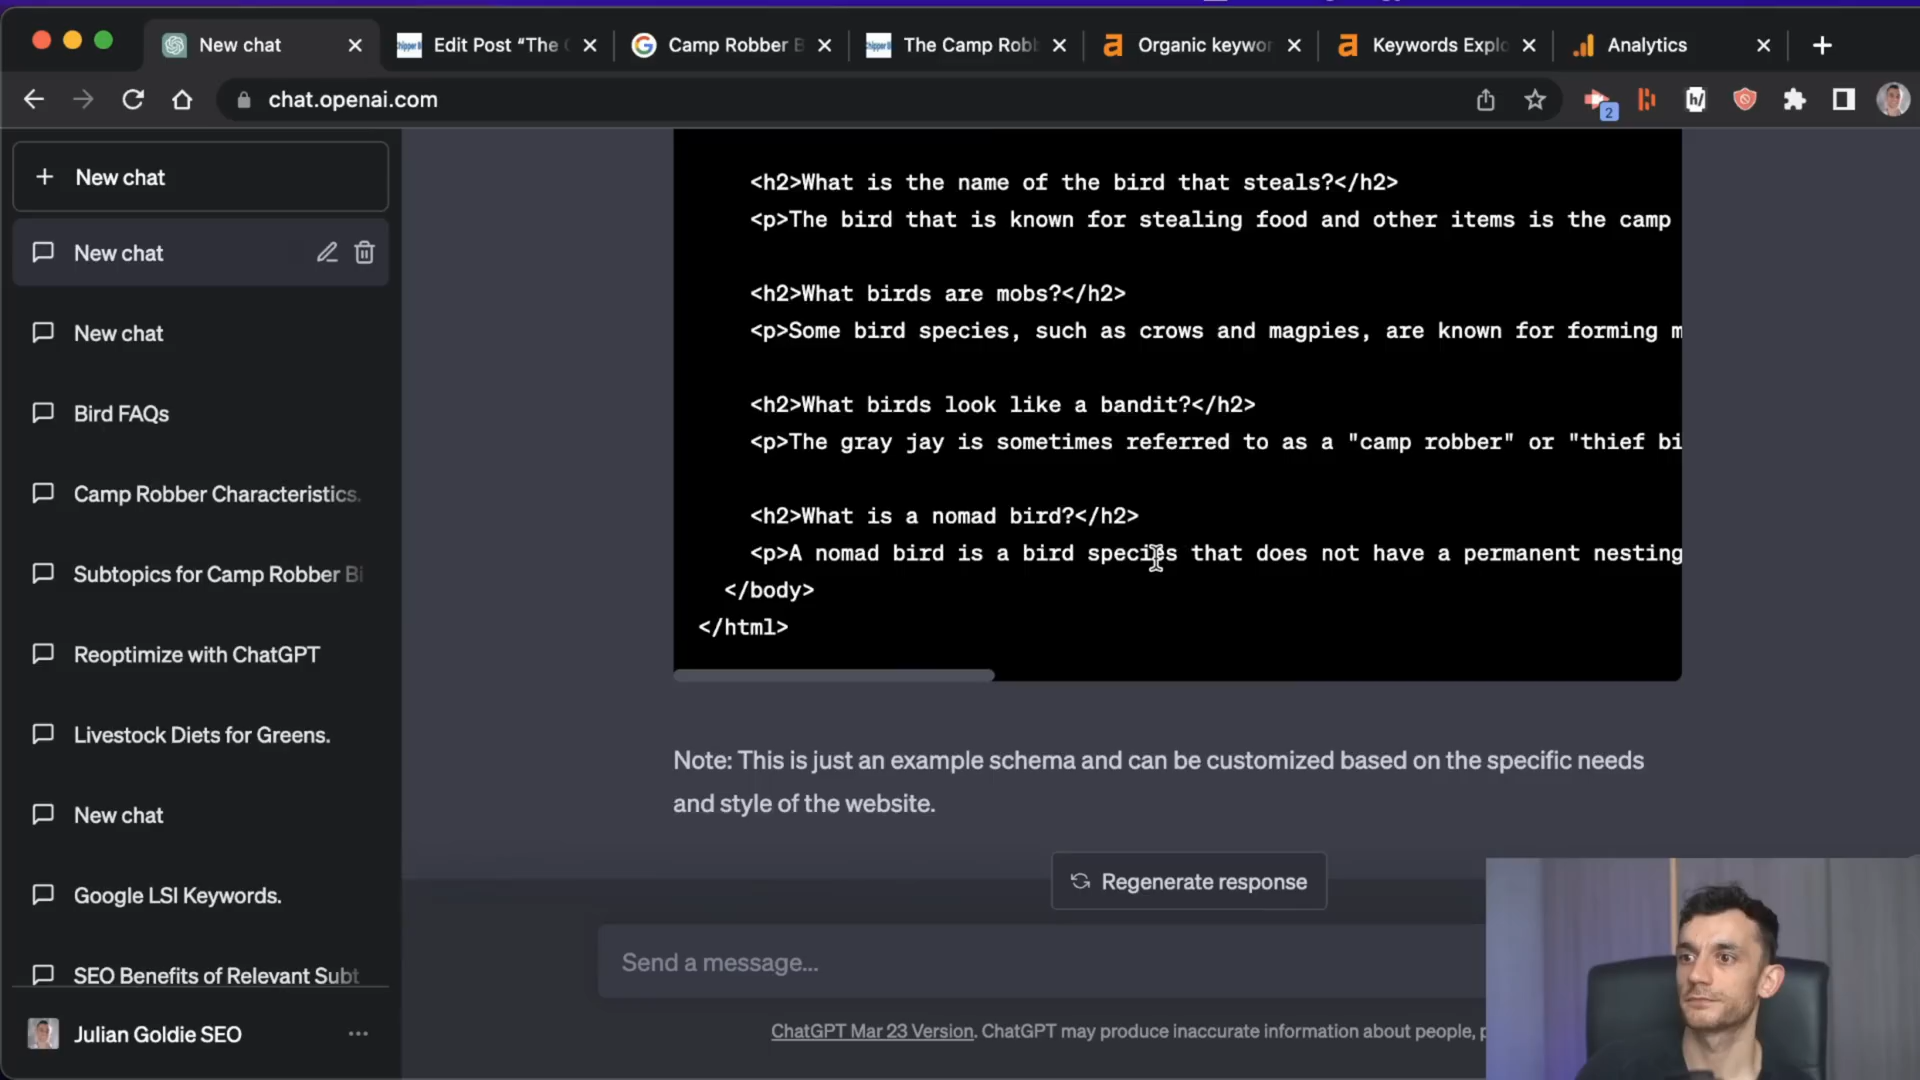 New chat
Edit Post “The
Camp Robber B
The Camp Rob
Organic keywor
Keywords Explo
Analytics
chat.openai.com
2
New chat
New chat
New chat
Bird FAQs
Camp Robber Characteristics.
Subtopics for Camp Robber Bi
Reoptimize with ChatGPT
Livestock Diets for Greens.
New chat
Google LSI Keywords.
SEO Benefits of Relevant Subt
Julian Goldie SEO
<h2>What is the name of the bird that steals?</h2>
<p>The bird that is known for stealing food and other items is the camp
<h2>What birds are mobs?</h2>
<p>Some bird species, such as crows and magpies, are known for forming m
<h2>What birds look like a bandit?</h2>
<p>The gray jay is sometimes referred to as a "camp robber" or "thief bi
<h2>What is a nomad bird?</h2>
<p>A nomad bird is a bird species that does not have a permanent nesting
</body>
</html>
Note: This is just an example schema and can be customized based on the specific needs
and style of the website.
Regenerate response
Send a message...
ChatGPT Mar 23 Version. ChatGPT may produce inaccurate information about people, p